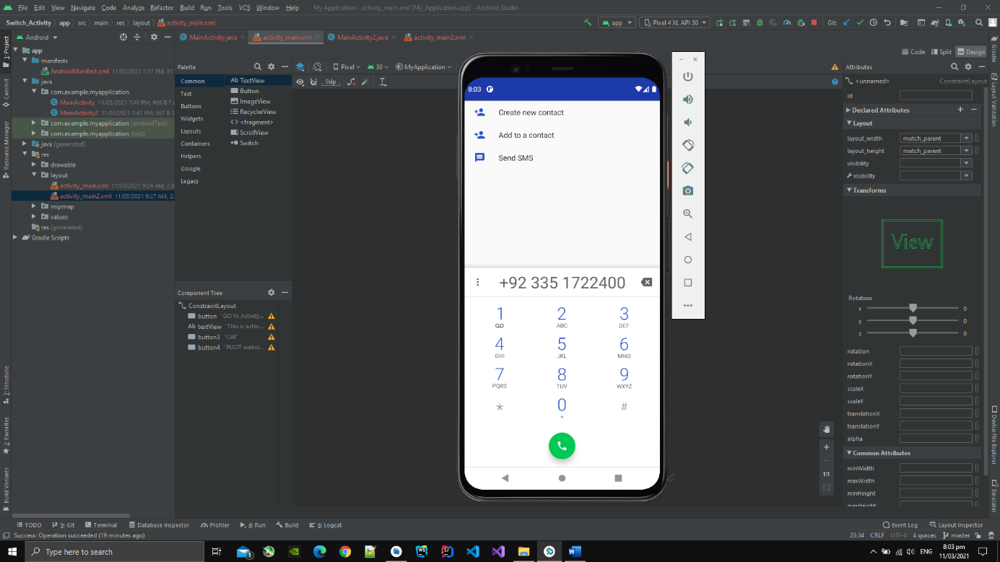 File Edit View Navigate Code Analyze Refactor Build Run Tools VCS Window Help My Application - activity_main.xml [My_Application.app] - Android Studio
Switch_Activity app src main res layout activity_main.xml
app Pixel 4 XL API 30 Git:
Android MainActivity.java activity_main.xml MainActivity2.java activity_main2.xml
Code Split Design
1: Project
Commit
Resource Manager
Z: Structure
2: Favorites
Build Variants
app
manifests
AndroidManifest.xml 11/03/2021 7:37 PM, 81
java
com.example.myapplication
MainActivity 11/03/2021 7:40 PM, 966 B 7
MainActivity2 11/03/2021 7:41 PM, 967 B 5
com.example.myapplication (androidTest)
com.example.myapplication (test)
java (generated)
res
drawable
layout
activity_main.xml 11/03/2021 9:24 AM, 2.8
activity_main2.xml 11/03/2021 9:27 AM, 2.
mipmap
values
res (generated)
Gradle Scripts
Palette
Common
Text
Buttons
Widgets
Layouts
Containers
Helpers
Google
Legacy
Ab TextView
Button
ImageView
RecyclerView
<> <fragment>
ScrollView
Switch
Component Tree
ConstraintLayout
button "GO to Activity...
Ab textView "This is activi...
button3 "Call"
button4 "PUCIT websi...
Pixel 30 MyApplication
0dp
8:03
Create new contact
Add to a contact
Send SMS
+92 335 1722400
1 2 3
ABC DEF
4 5 6
GHI JKL MNO
7 8 9
PQRS TUV WXYZ
* 0 #
+
1:1
Attributes
<unnamed> ConstraintLayout
id
Declared Attributes
Layout
layout_width match_parent
layout_height match_parent
visibility
visibility
Transforms
View
Rotation
x 0
y 0
z 0
rotation
rotationX
rotationY
scaleX
scaleY
translationX
translationY
alpha
Common Attributes
minWidth
maxWidth
minHeight
maxHeight
Gradle
Layout Validation
Device File Explorer
Emulator
TODO 9: Git Terminal Database Inspector Profiler 4: Run Build 6: Logcat Event Log Layout Inspector
Success: Operation succeeded (19 minutes ago) 23:34 CRLF UTF-8 4 spaces master
Type here to search
1
ENG
8:03 pm
11/03/2021